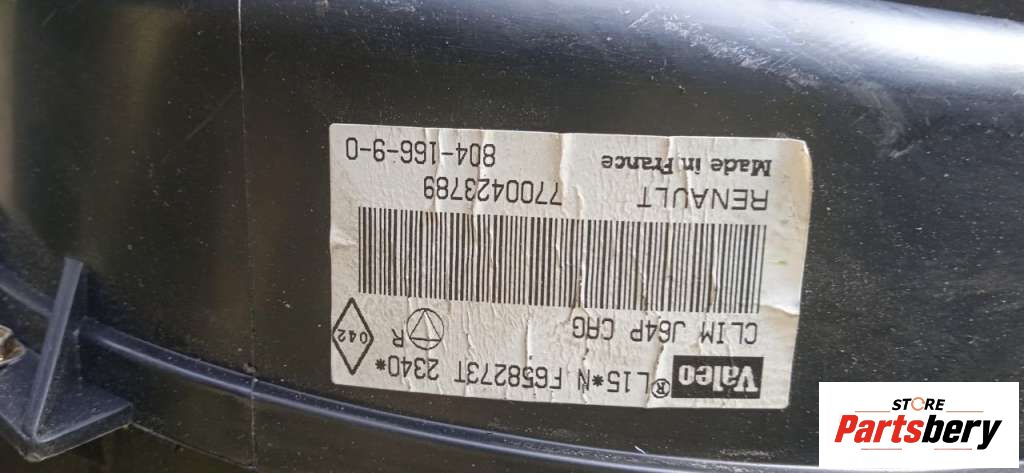 Valeo® L15*N F658273T 2340*
CLIM J64P CRG R 042
RENAULT 7700423789
Made in France 804-166-9-0
STORE
Partsbery